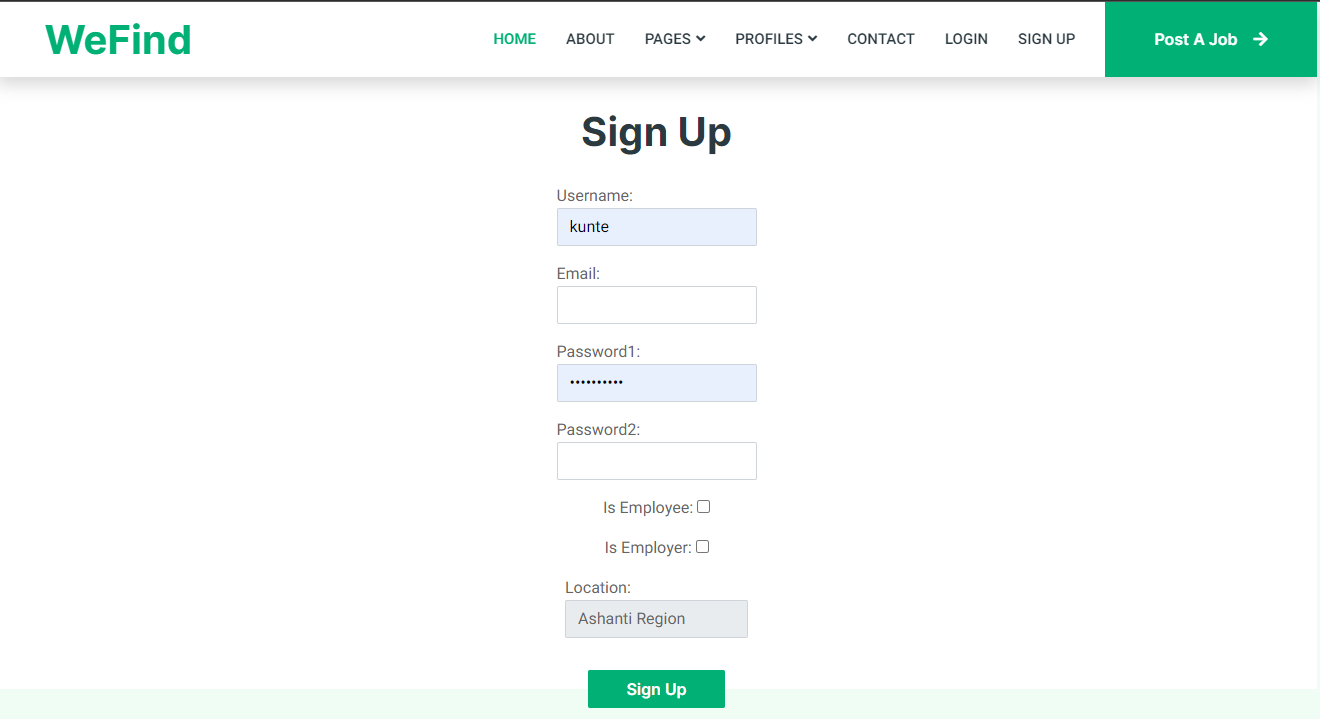 WeFind
HOME ABOUT PAGES PROFILES CONTACT LOGIN SIGN UP Post A Job
Sign Up
Username:
kunte
Email:
Password1:
••••••••••
Password2:
Is Employee:
Is Employer:
Location:
Ashanti Region
Sign Up